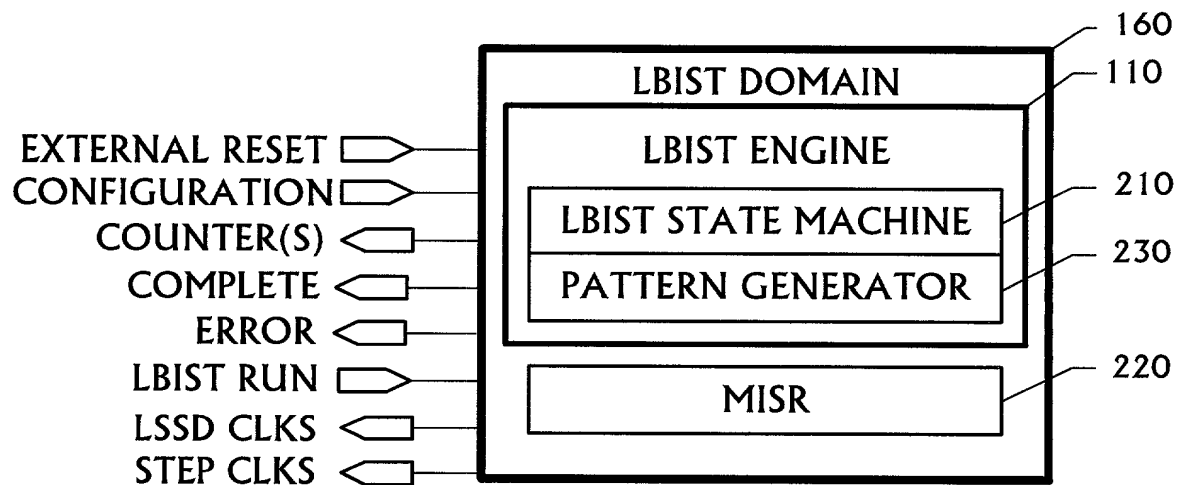 160
LBIST DOMAIN
110
EXTERNAL RESET
LBIST ENGINE
CONFIGURATION
210
LBIST STATE MACHINE
COUNTER(S)
230
COMPLETE
PATTERN GENERATOR
ERROR
220
LBIST RUN
MISR
LSSD CLKS
STEP CLKS